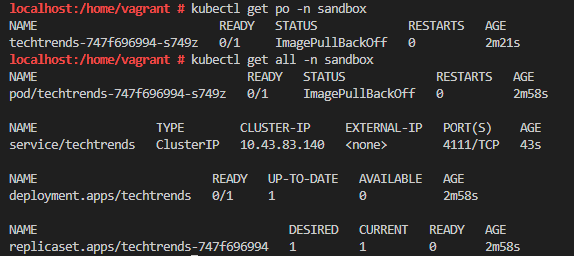 localhost:/home/vagrant # kubectl get po -n sandbox
NAME READY STATUS RESTARTS AGE
techtrends-747f696994-s749z 0/1 ImagePullBackOff 0 2m21s
localhost:/home/vagrant # kubectl get all -n sandbox
NAME READY STATUS RESTARTS AGE
pod/techtrends-747f696994-s749z 0/1 ImagePullBackOff 0 2m58s
NAME TYPE CLUSTER-IP EXTERNAL-IP PORT(S) AGE
service/techtrends ClusterIP 10.43.83.140 <none> 4111/TCP 43s
NAME READY UP-TO-DATE AVAILABLE AGE
deployment.apps/techtrends 0/1 1 0 2m58s
NAME DESIRED CURRENT READY AGE
replicaset.apps/techtrends-747f696994 1 1 0 2m58s